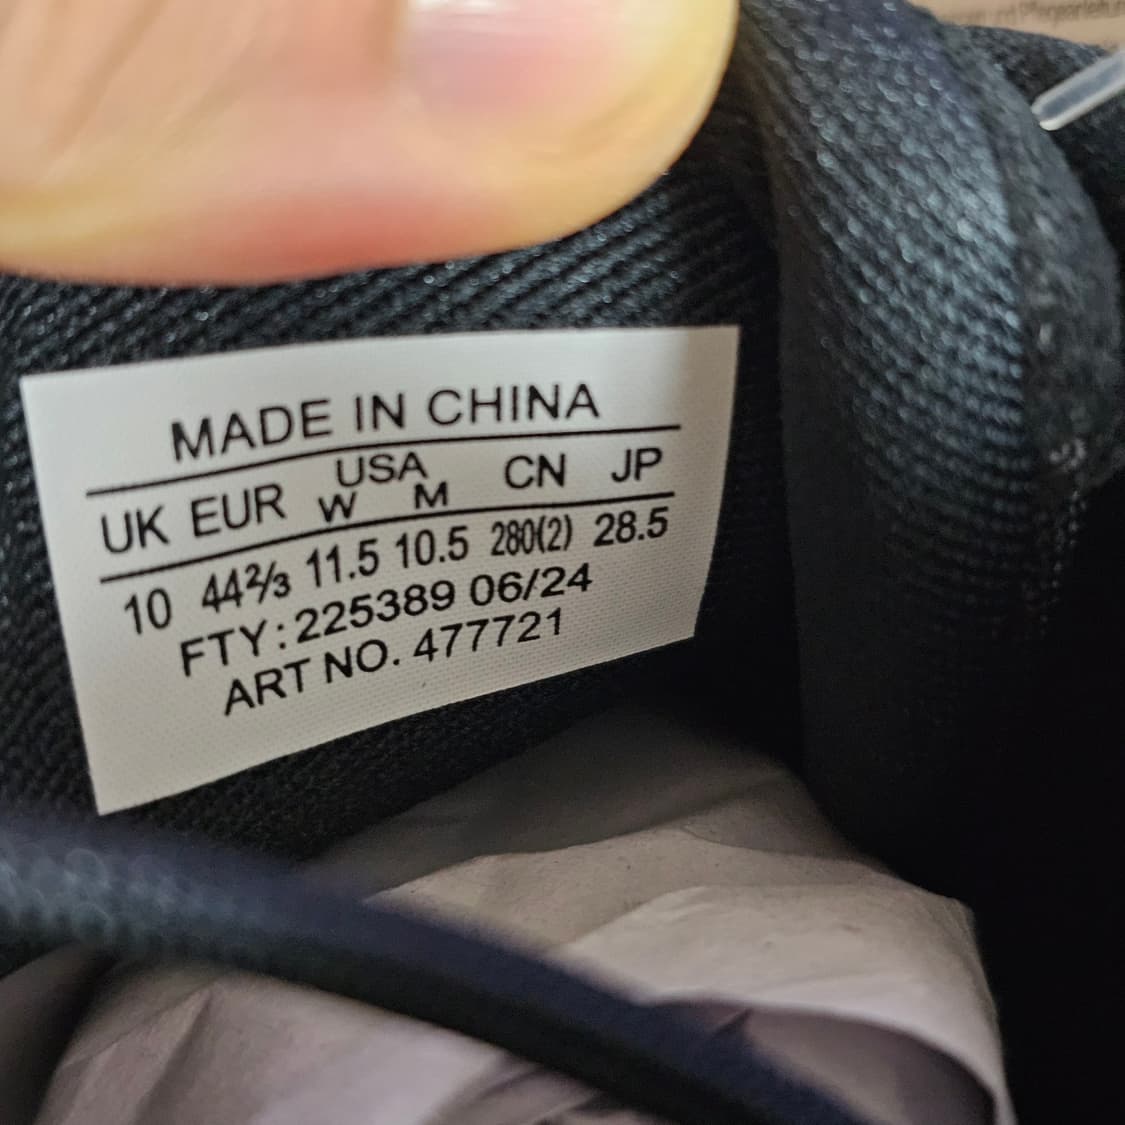 MADE IN CHINA
USA
UK EUR W M CN JP
10 44⅔ 11.5 10.5 280(2) 28.5
FTY:225389 06/24
ART NO. 477721